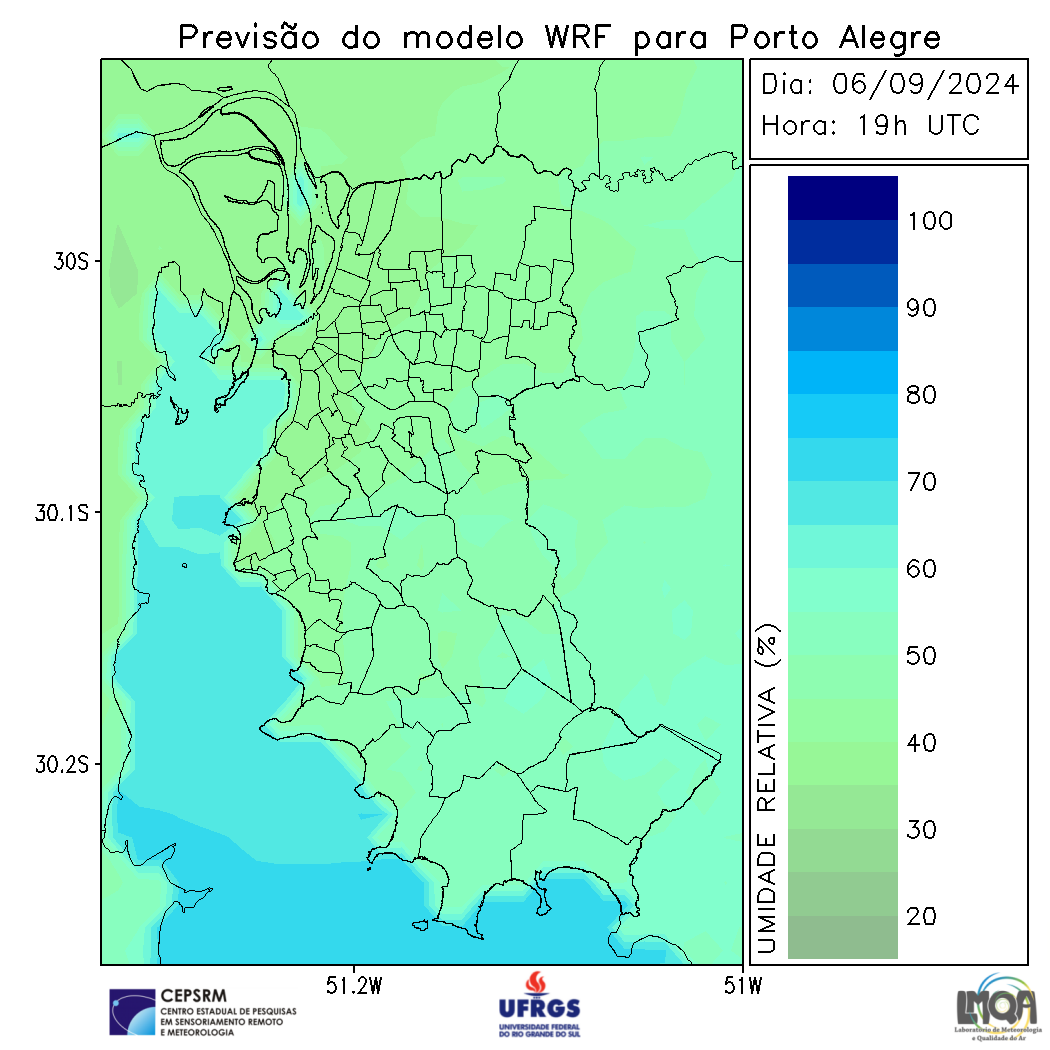 Previsão do modelo WRF para Porto Alegre
Dia: 06/09/2024
Hora: 19h UTC
30S
30.1S
30.2S
51.2W
51W
100
90
80
70
60
50
40
30
20
UMIDADE RELATIVA (%)
CEPSRM
CENTRO ESTADUAL DE PESQUISAS
EM SENSORIAMENTO REMOTO
E METEOROLOGIA
UFRGS
UNIVERSIDADE FEDERAL
DO RIO GRANDE DO SUL
LMQA
Laboratório de Meteorologia
e Qualidade do Ar